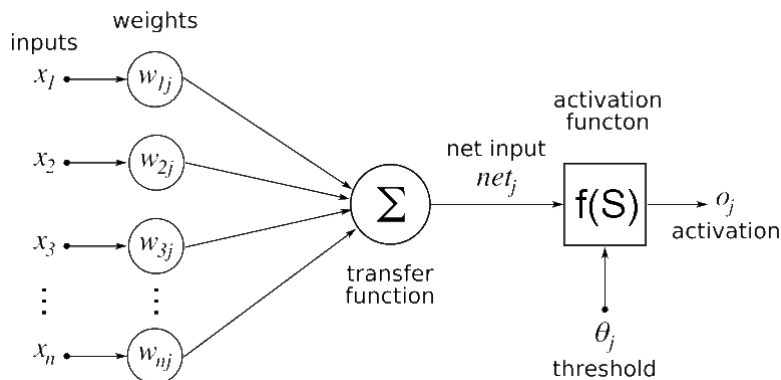 weights
inputs
x1
w1j
x2
w2j
x3
w3j
⋮ ⋮
xn
wnj
Σ
transfer
function
net input
netj
activation
functon
f(S)
oj
activation
θj
threshold